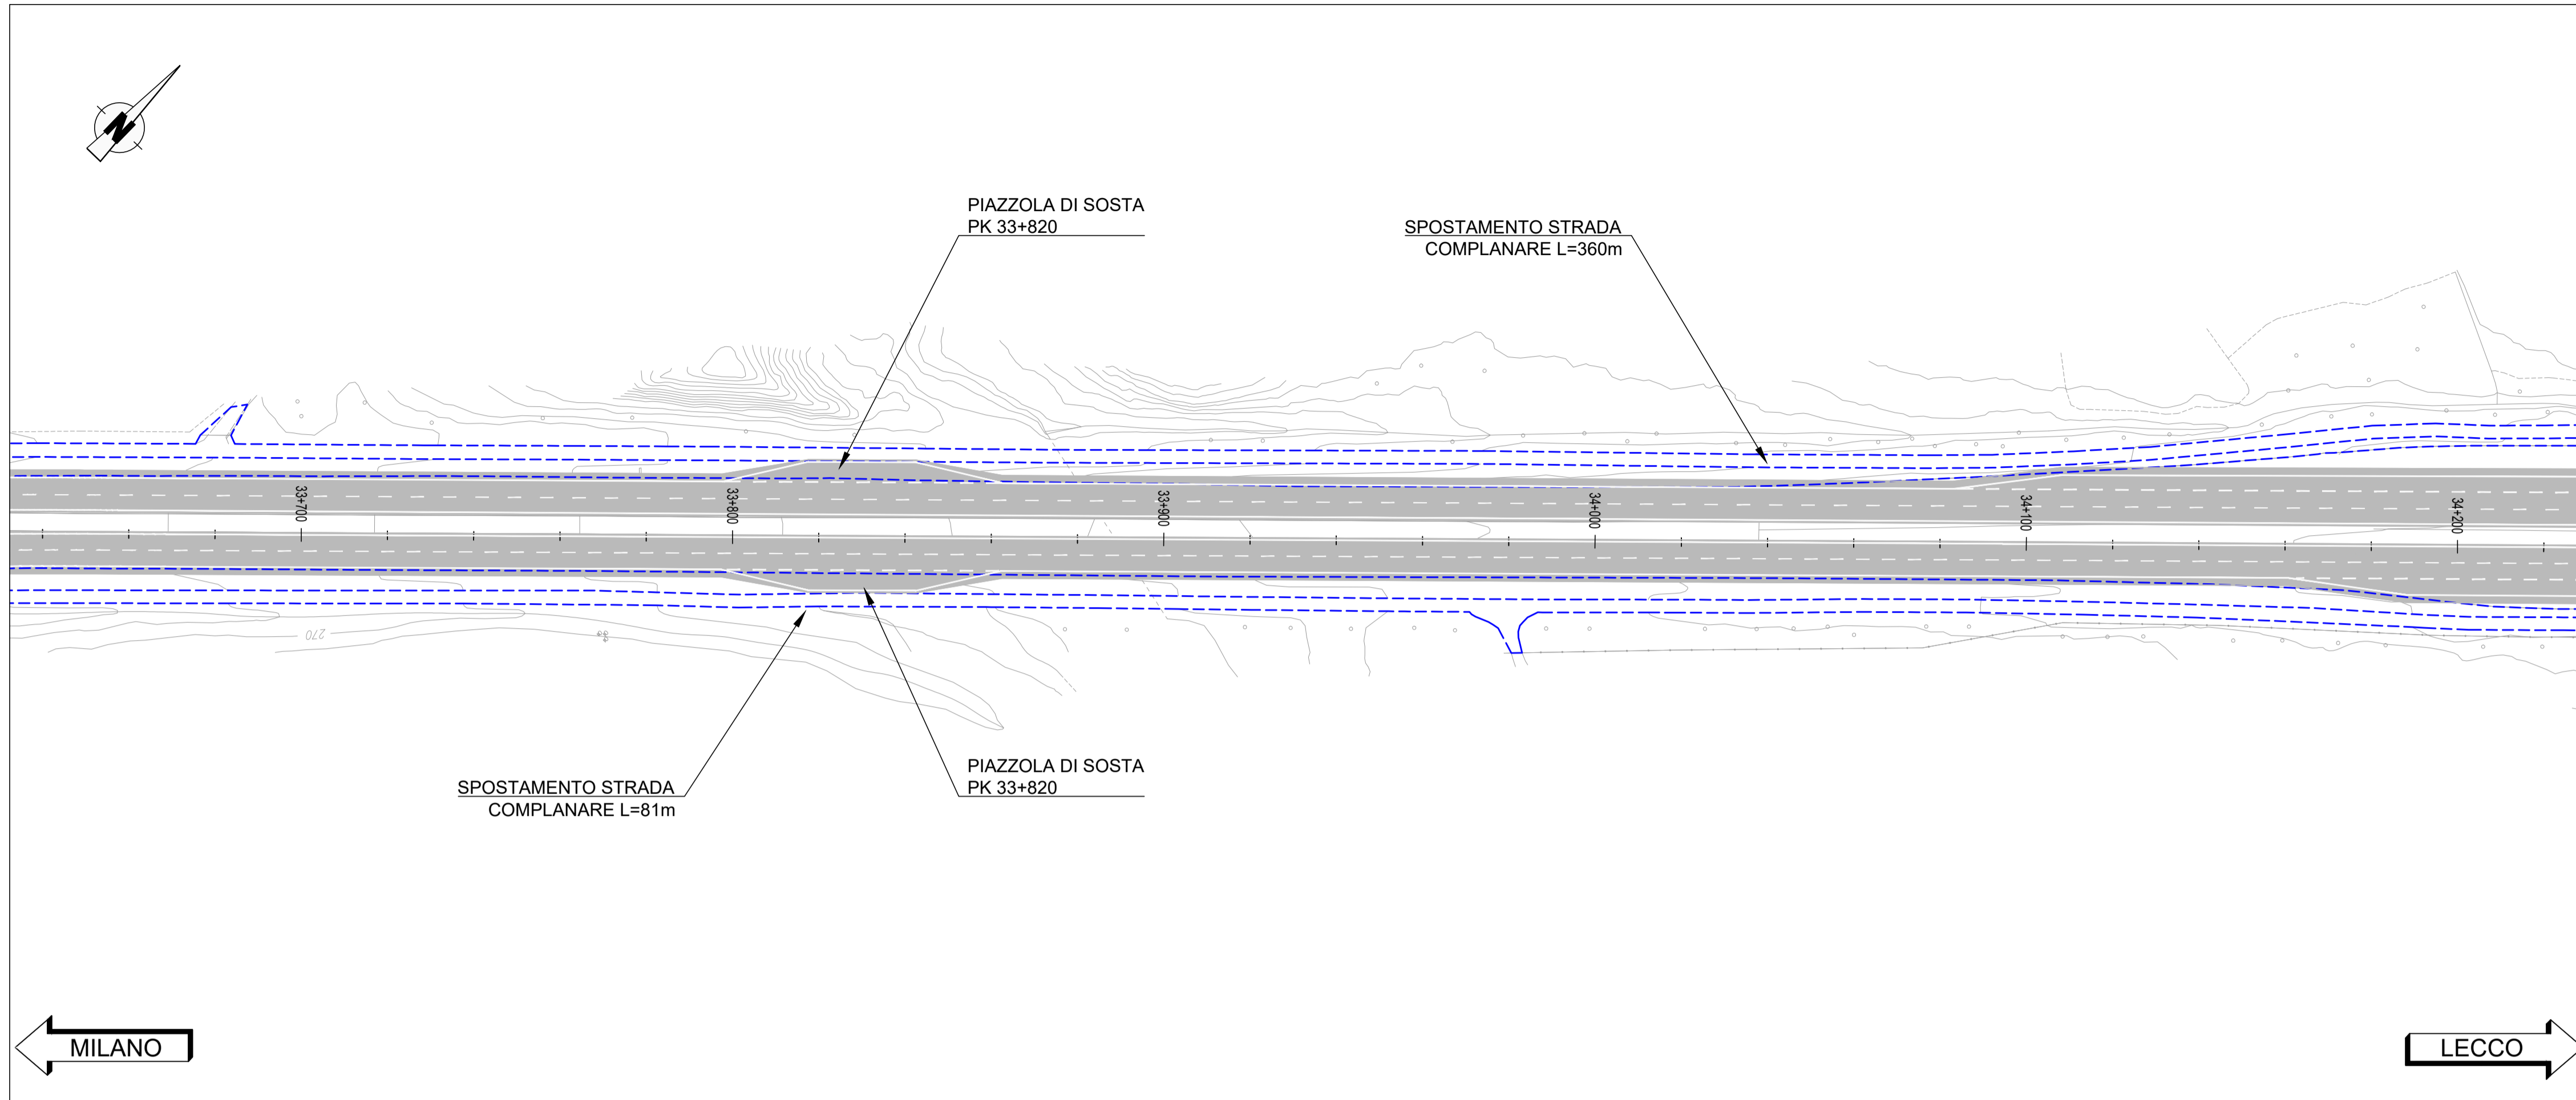 N
PIAZZOLA DI SOSTA
PK 33+820
SPOSTAMENTO STRADA
COMPLANARE L=360m
33+700
33+800
33+900
34+000
34+100
34+200
270
SPOSTAMENTO STRADA
COMPLANARE L=81m
PIAZZOLA DI SOSTA
PK 33+820
MILANO
LECCO